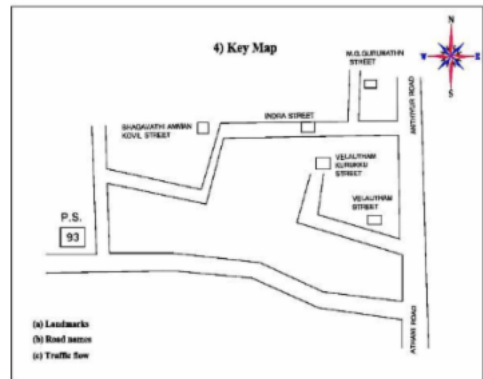 4) Key Map
N
W
E
S
M.G.GURUNATHN
STREET
ANTHIYUR ROAD
INDRA STREET
BHAGAVATHI AMMAN
KOVIL STREET
VELAUTHAM
KURUKKU
STREET
VELAUTHAM
STREET
P.S.
93
ATHANI ROAD
(a) Landmarks
(b) Road names
(c) Traffic flow